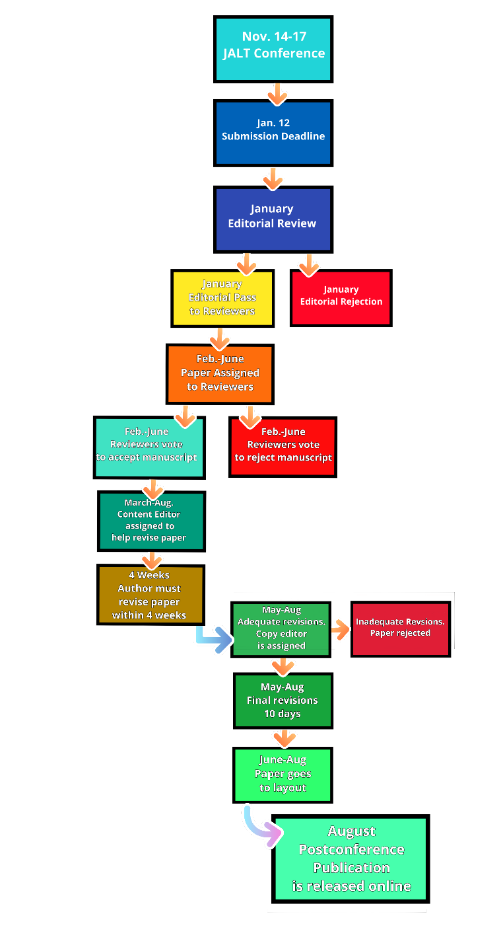 Nov. 14-17
JALT Conference
Jan. 12
Submission Deadline
January
Editorial Review
January
Editorial Pass
to Reviewers
January
Editorial Rejection
Feb.-June
Paper Assigned
to Reviewers
Feb.-June
Reviewers vote
to accept manuscript
Feb.-June
Reviewers vote
to reject manuscript
March-Aug.
Content Editor
assigned to
help revise paper
4 Weeks
Author must
revise paper
within 4 weeks
May-Aug
Adequate revisions.
Copy editor
is assigned
Inadequate Revsions.
Paper rejected
May-Aug
Final revisions
10 days
June-Aug
Paper goes
to layout
August
Postconference
Publication
is released online